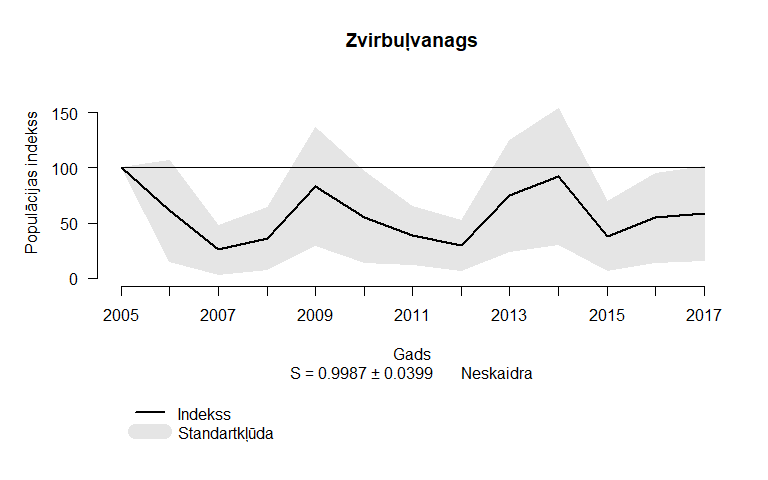 Zvirbuļvanags
Populācijas indekss
150
100
50
0
2005 2007 2009 2011 2013 2015 2017
Gads
S = 0.9987 ± 0.0399 Neskaidra
Indekss
Standartkļūda